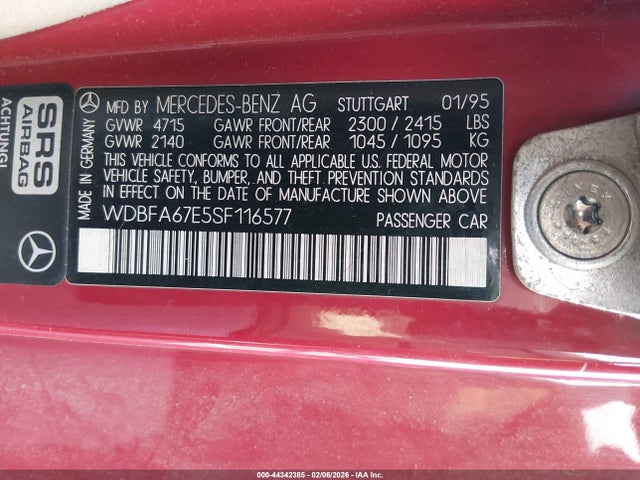 ACHTUNG!
SRS
AIRBAG
MADE IN GERMANY
MFD BY MERCEDES-BENZ AG STUTTGART 01/95
GVWR 4715 GAWR FRONT/REAR 2300 / 2415 LBS
GVWR 2140 GAWR FRONT/REAR 1045 / 1095 KG
THIS VEHICLE CONFORMS TO ALL APPLICABLE U.S. FEDERAL MOTOR
VEHICLE SAFETY, BUMPER, AND THEFT PREVENTION STANDARDS
IN EFFECT ON THE DATE OF MANUFACTURE SHOWN ABOVE
WDBFA67E5SF116577 PASSENGER CAR
000-44342385 - 02/06/2026 - IAA Inc.